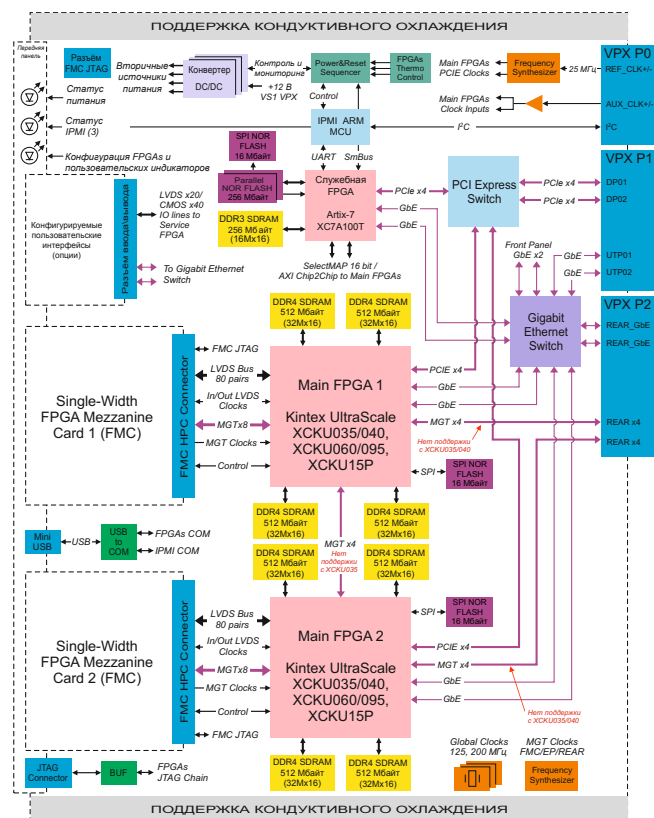 ПОДДЕРЖКА КОНДУКТИВНОГО ОХЛАЖДЕНИЯ
Передняя
панель
Разъём
FMC JTAG
Вторичные
источники
питания
Конвертер
DC/DC
Контроль и
мониторинг
+12 В
VS1 VPX
Power&Reset
Sequencer
FPGAs
Thermo
Control
Main FPGAs
PCIE Clocks
Frequency
Synthesizer
25 МГц
VPX P0
REF_CLK+/-
AUX_CLK+/-
I²C
Статус
питания
Control
Main FPGAs
Clock Inputs
Статус
IPMI (3)
IPMI ARM
MCU
I²C
Конфигурация FPGAs и
пользовательских индикаторов
SPI NOR
FLASH
16 Мбайт
UART
SmBus
Parallel
NOR FLASH
256 Мбайт
Служебная
FPGA
Artix-7
XC7A100T
PCIe x4
GbE
GbE
PCI Express
Switch
PCIe x4
PCIe x4
VPX P1
DP01
DP02
UTP01
UTP02
Конфигурируемые
пользовательские
интерфейсы
(опции)
Разъём ввода\вывода
LVDS x20/
CMOS x40
IO lines to
Service
FPGA
To Gigabit Ethernet
Switch
DDR3 SDRAM
256 Мбайт
(16Mx16)
SelectMAP 16 bit /
AXI Chip2Chip to Main FPGAs
Front Panel
GbE x2
GbE
GbE
Gigabit
Ethernet
Switch
VPX P2
REAR_GbE
REAR_GbE
REAR x4
REAR x4
DDR4 SDRAM
512 Мбайт
(32Mx16)
DDR4 SDRAM
512 Мбайт
(32Mx16)
Single-Width
FPGA Mezzanine
Card 1 (FMC)
FMC HPC Connector
FMC JTAG
LVDS Bus
80 pairs
In/Out LVDS
Clocks
MGTx8
MGT Clocks
Control
Main FPGA 1
Kintex UltraScale
XCKU035/040,
XCKU060/095,
XCKU15P
PCIE x4
GbE
GbE
MGT x4
Нет поддержки
с XCKU035/040
SPI
SPI NOR
FLASH
16 Мбайт
DDR4 SDRAM
512 Мбайт
(32Mx16)
DDR4 SDRAM
512 Мбайт
(32Mx16)
Mini
USB
USB
USB
to
COM
FPGAs COM
IPMI COM
MGT x4
Нет
поддержки
с XCKU035
DDR4 SDRAM
512 Мбайт
(32Mx16)
DDR4 SDRAM
512 Мбайт
(32Mx16)
Single-Width
FPGA Mezzanine
Card 2 (FMC)
FMC HPC Connector
LVDS Bus
80 pairs
In/Out LVDS
Clocks
MGTx8
MGT Clocks
Control
FMC JTAG
Main FPGA 2
Kintex UltraScale
XCKU035/040,
XCKU060/095,
XCKU15P
SPI
SPI NOR
FLASH
16 Мбайт
PCIE x4
MGT x4
GbE
GbE
Нет поддержки
с XCKU035/040
JTAG
Connector
BUF
FPGAs
JTAG Chain
DDR4 SDRAM
512 Мбайт
(32Mx16)
DDR4 SDRAM
512 Мбайт
(32Mx16)
Global Clocks
125, 200 МГц
MGT Clocks
FMC/EP/REAR
Frequency
Synthesizer
ПОДДЕРЖКА КОНДУКТИВНОГО ОХЛАЖДЕНИЯ